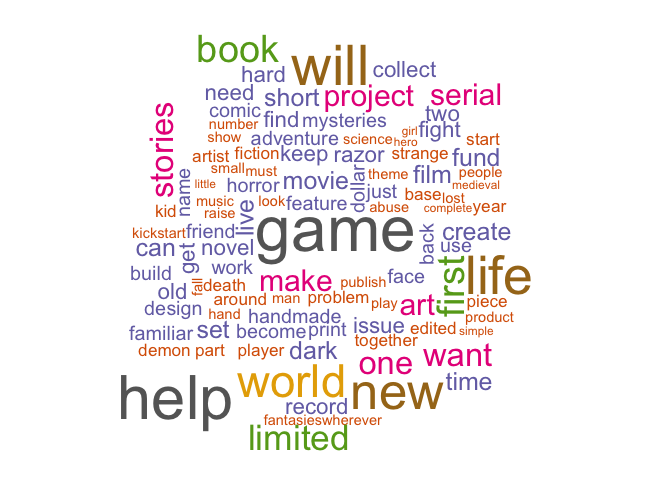 book
will
hard
collect
need
short
project
serial
comic
number
find
mysteries
two
stories
show
adventure
science
girl
hero
fight
start
artist
fiction
keep
razor
strange
fund
small
must
theme
film
people
name
little
horror
movie
dollar
just
base
lost
medieval
music
look
feature
abuse
complete
year
kid
raise
live
kickstart
friend
game
back
create
can
get
novel
use
build
work
face
first
life
old
fall
death
make
publish
around
man
problem
play
art
piece
design
hand
handmade
product
familiar
set
become
print
issue
edited
simple
demon
part
player
dark
together
one
want
help
world
new
time
record
fantasieswherever
limited